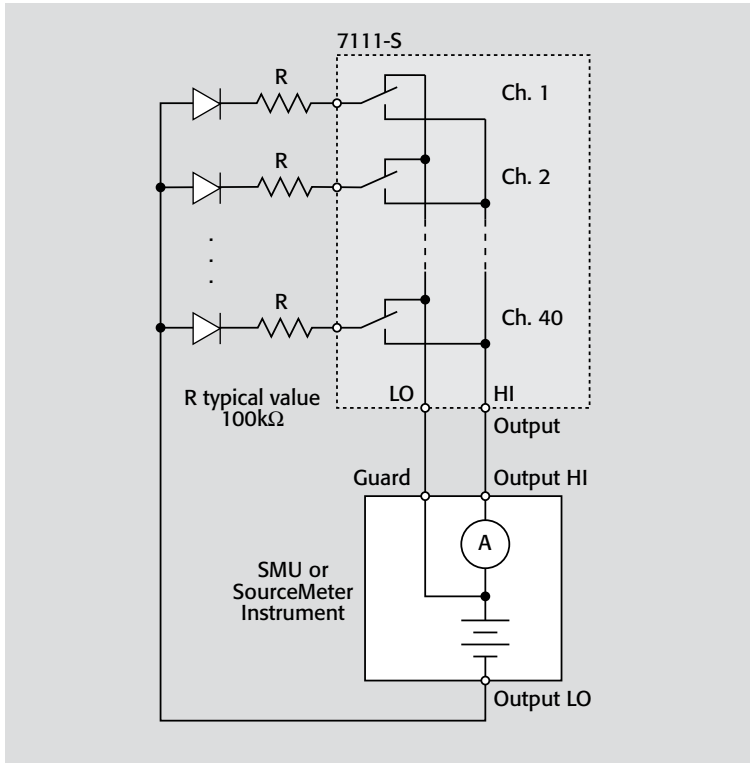 7111-S
R
Ch. 1
R
Ch. 2
.
.
.
R
Ch. 40
R typical value
100kΩ
LO
HI
Output
Guard
Output HI
A
SMU or
SourceMeter
Instrument
Output LO